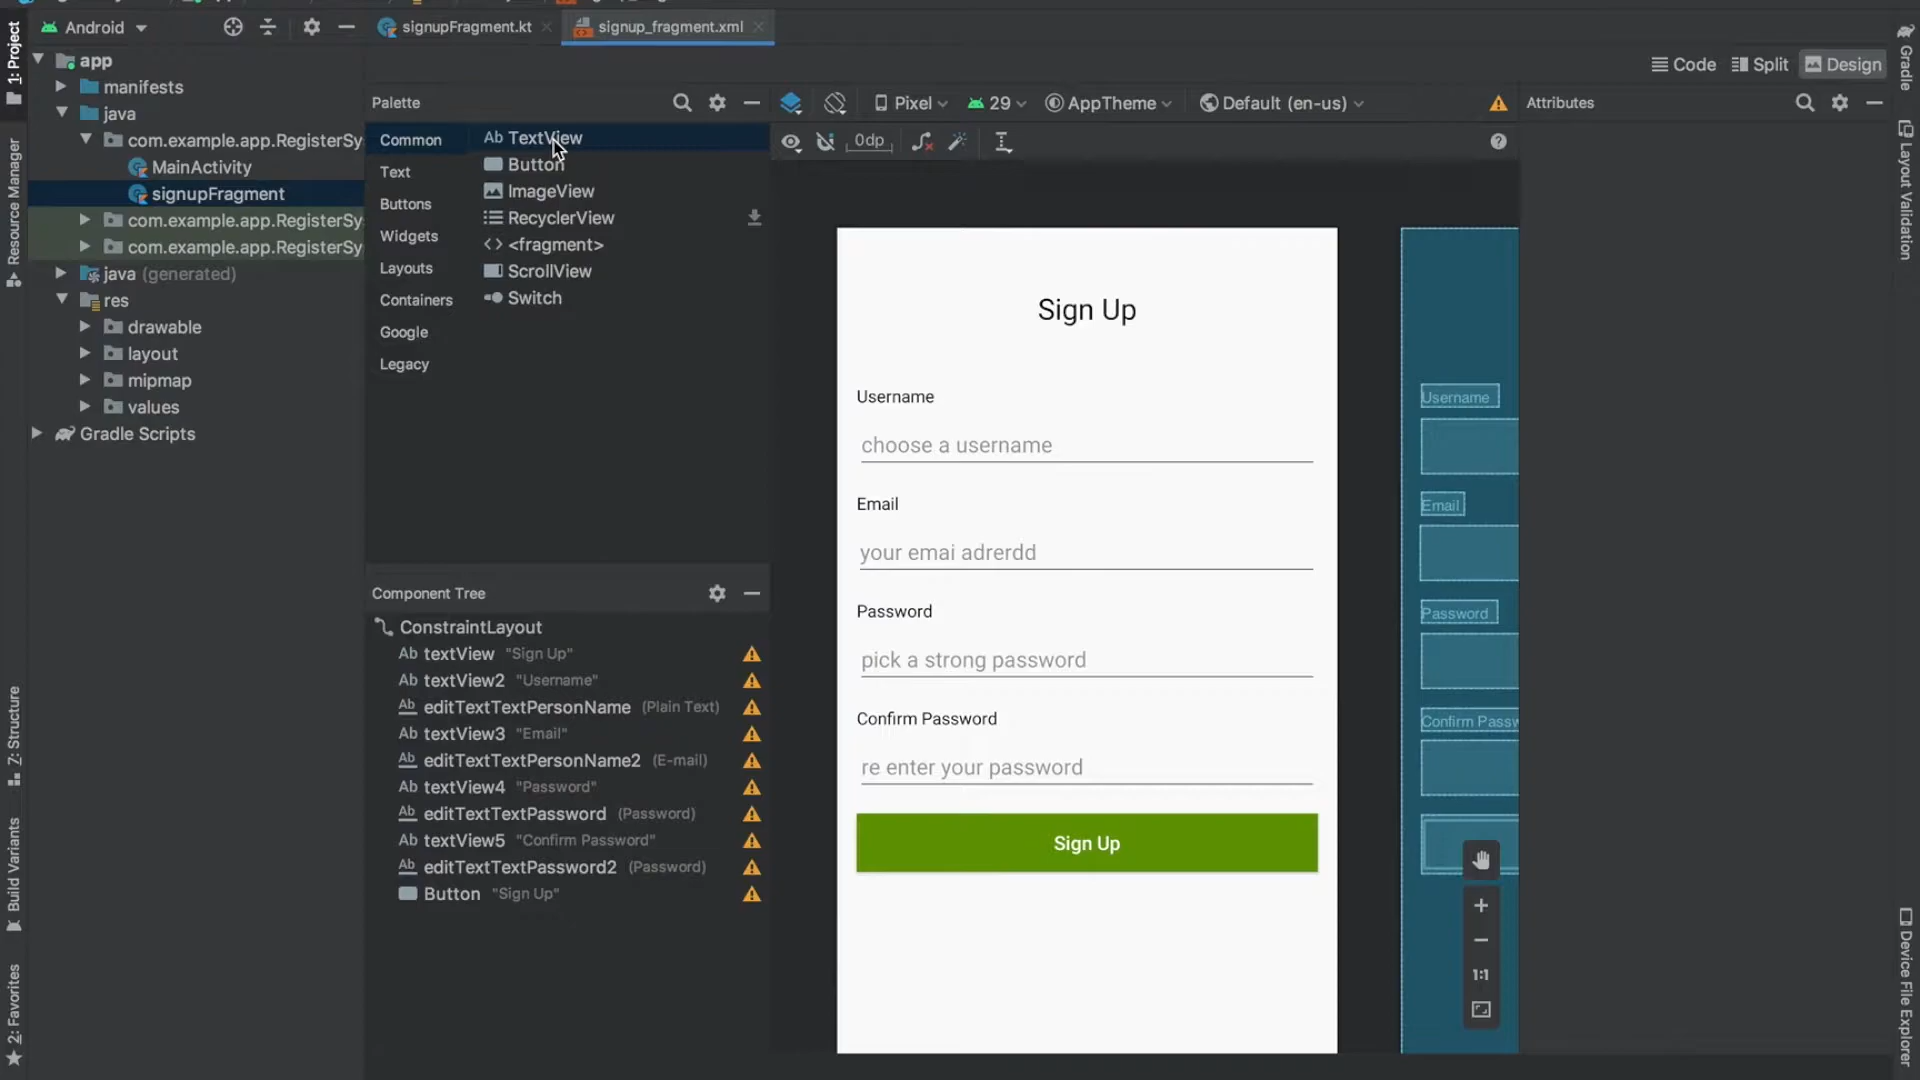 1: Project
Resource Manager
7: Structure
Build Variants
2: Favorites
Android
signupFragment.kt
signup_fragment.xml
Code
Split
Design
app
manifests
java
com.example.app.RegisterSy
MainActivity
signupFragment
com.example.app.RegisterSy
com.example.app.RegisterSy
java (generated)
res
drawable
layout
mipmap
values
Gradle Scripts
Palette
Common
Text
Buttons
Widgets
Layouts
Containers
Google
Legacy
Ab TextView
Button
ImageView
RecyclerView
<fragment>
ScrollView
Switch
Component Tree
ConstraintLayout
Ab textView "Sign Up"
Ab textView2 "Username"
Ab editTextTextPersonName (Plain Text)
Ab textView3 "Email"
Ab editTextTextPersonName2 (E-mail)
Ab textView4 "Password"
Ab editTextTextPassword (Password)
Ab textView5 "Confirm Password"
Ab editTextTextPassword2 (Password)
Button "Sign Up"
Pixel
29
AppTheme
Default (en-us)
0dp
Sign Up
Username
choose a username
Email
your emai adrerdd
Password
pick a strong password
Confirm Password
re enter your password
Sign Up
Username
Email
Password
Confirm Passw
1:1
Attributes
Gradle
Layout Validation
Device File Explorer